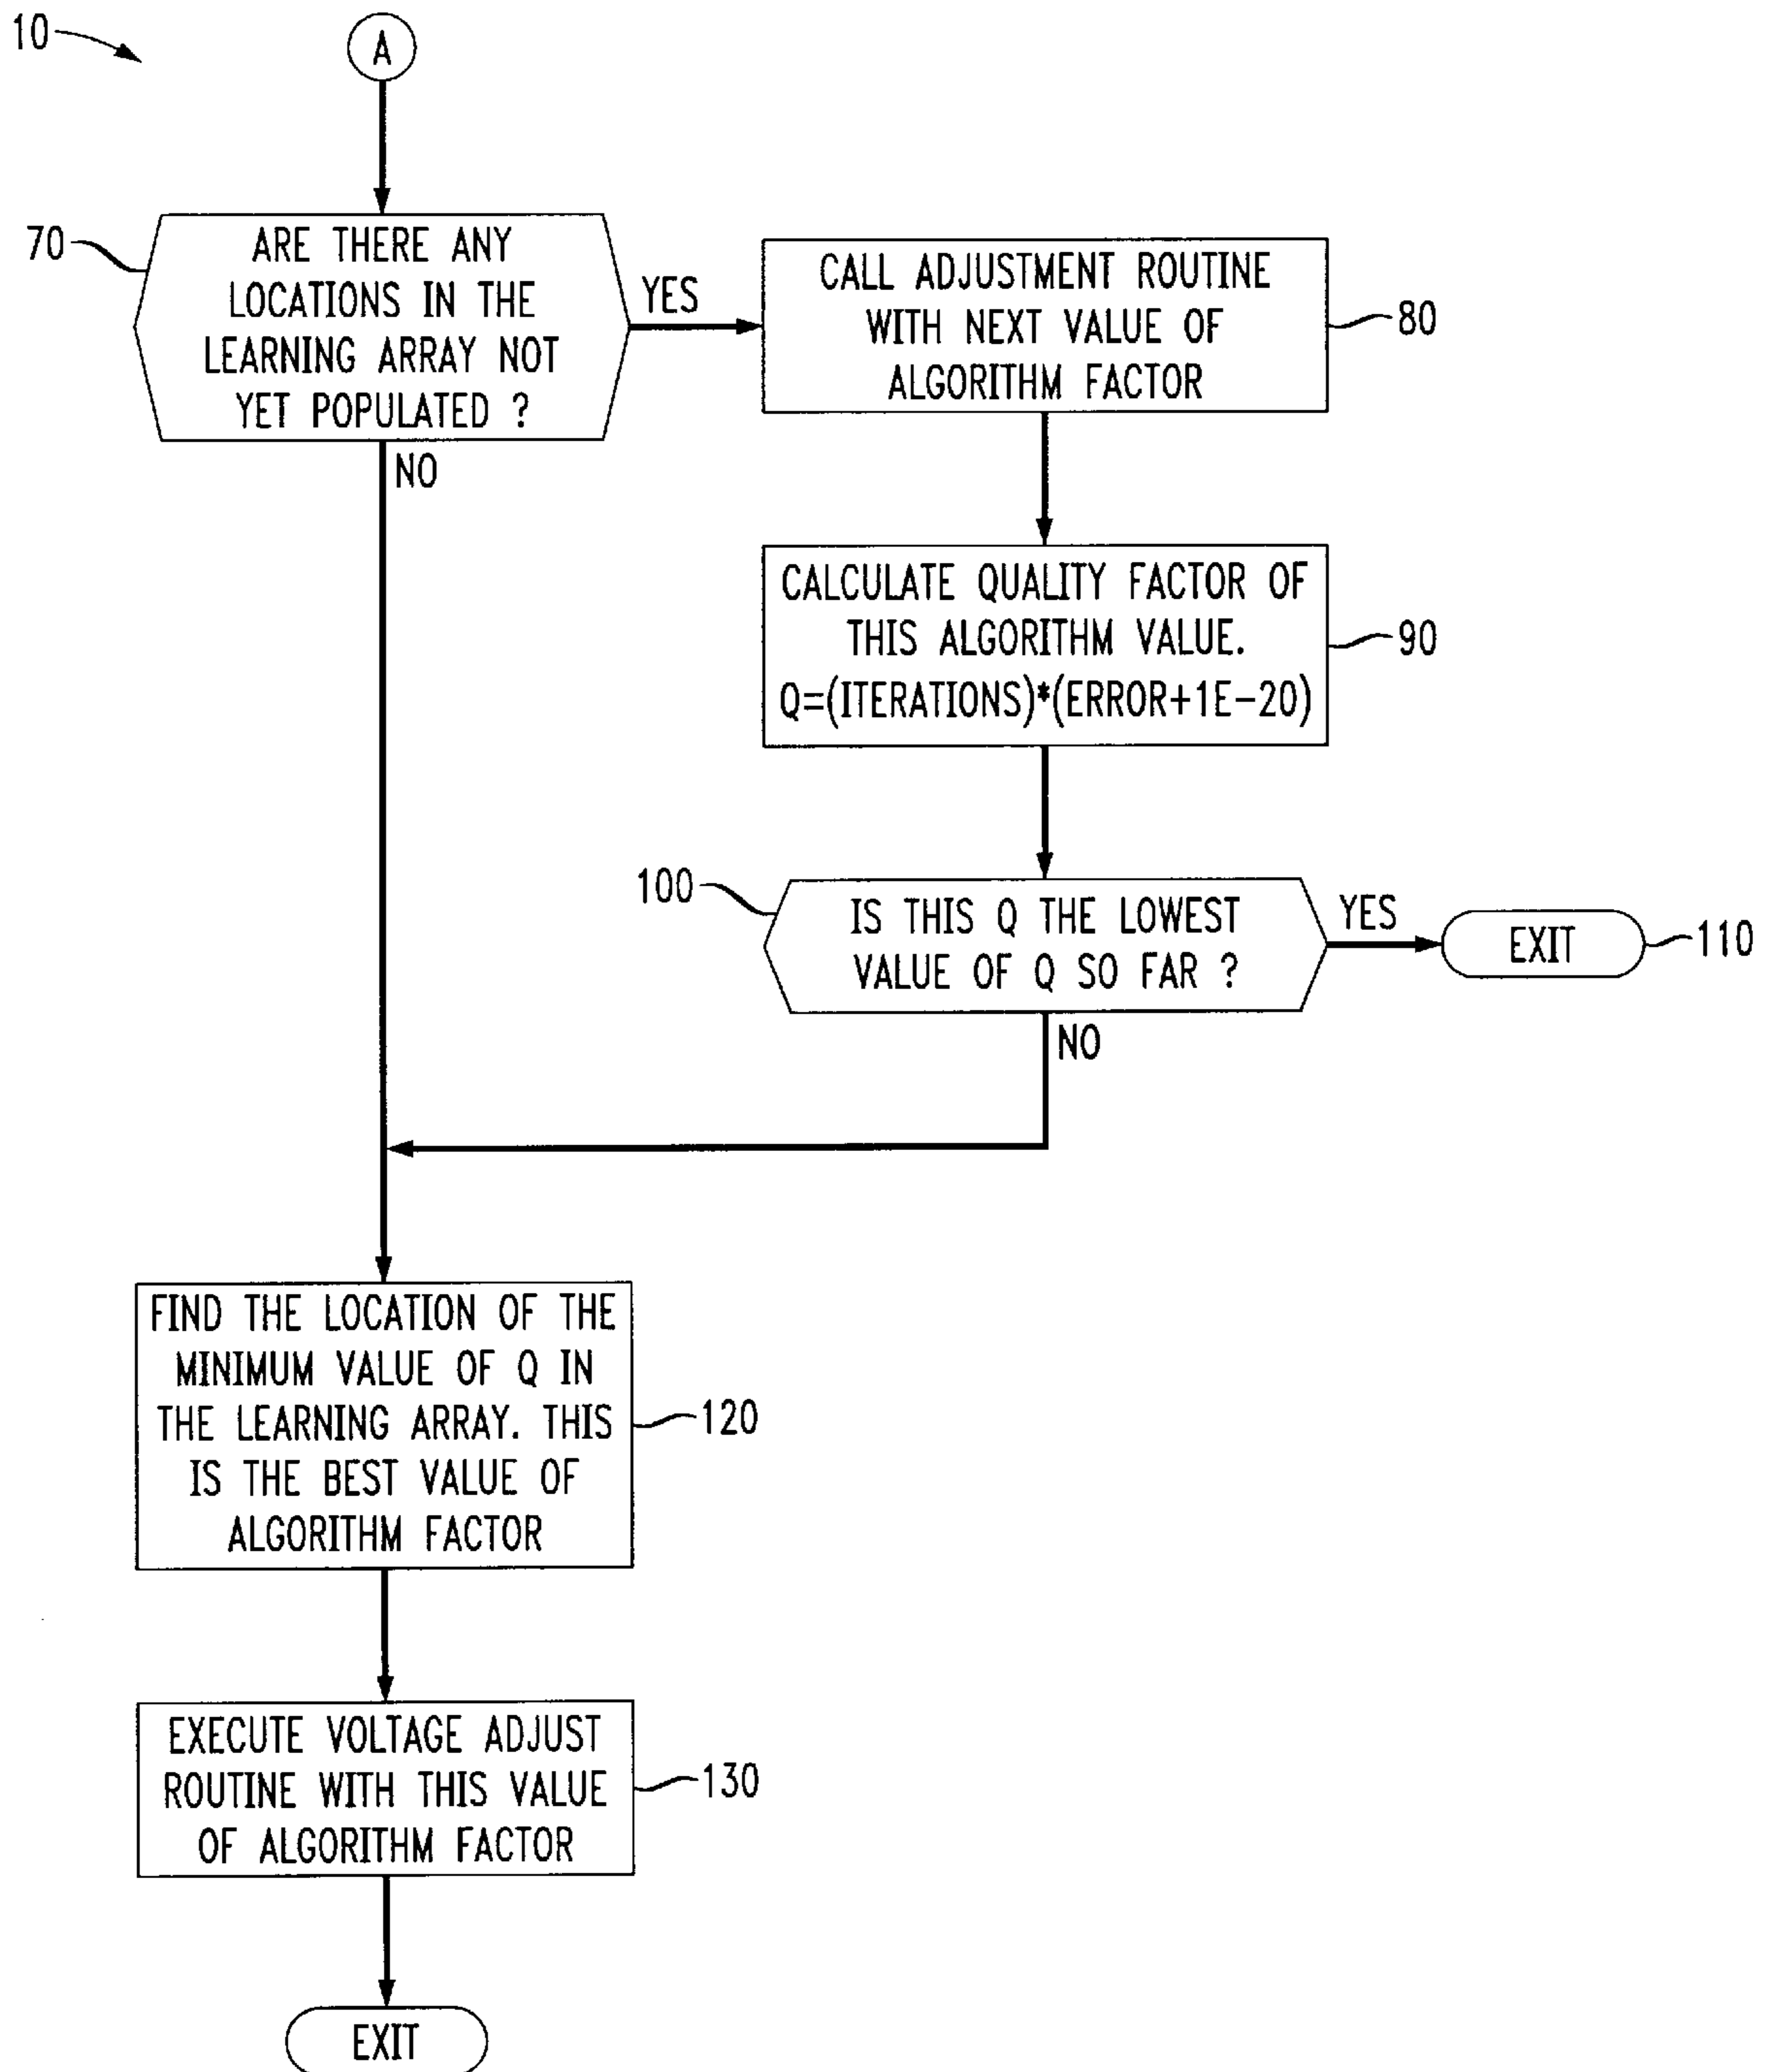 10
A
70
ARE THERE ANY
LOCATIONS IN THE
LEARNING ARRAY NOT
YET POPULATED ?
YES
NO
CALL ADJUSTMENT ROUTINE
WITH NEXT VALUE OF
ALGORITHM FACTOR
80
CALCULATE QUALITY FACTOR OF
THIS ALGORITHM VALUE.
Q=(ITERATIONS)*(ERROR+1E-20)
90
100
IS THIS Q THE LOWEST
VALUE OF Q SO FAR ?
YES
NO
EXIT
110
FIND THE LOCATION OF THE
MINIMUM VALUE OF Q IN
THE LEARNING ARRAY. THIS
IS THE BEST VALUE OF
ALGORITHM FACTOR
120
EXECUTE VOLTAGE ADJUST
ROUTINE WITH THIS VALUE
OF ALGORITHM FACTOR
130
EXIT